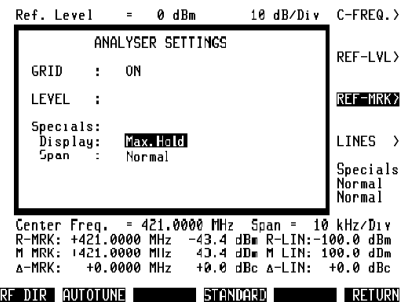 Ref. Level = 0 dBm 10 dB/Div C-FREQ.>
ANALYSER SETTINGS
REF-LVL>
GRID : ON
LEVEL :
REF-MRK>
Specials:
Display: Max.Hold LINES >
Span : Normal
Specials
Normal
Normal
Center Freq. = 421.0000 MHz Span = 10 kHz/Div
R-MRK: +421.0000 MHz -43.4 dBm R-LIN:-100.0 dBm
M MRK: +421.0000 MHz 43.4 dBm M LIN: 100.0 dBm
Δ-MRK: +0.0000 MHz +0.0 dBc Δ-LIN: +0.0 dBc
RF DIR AUTOTUNE STANDARD RETURN